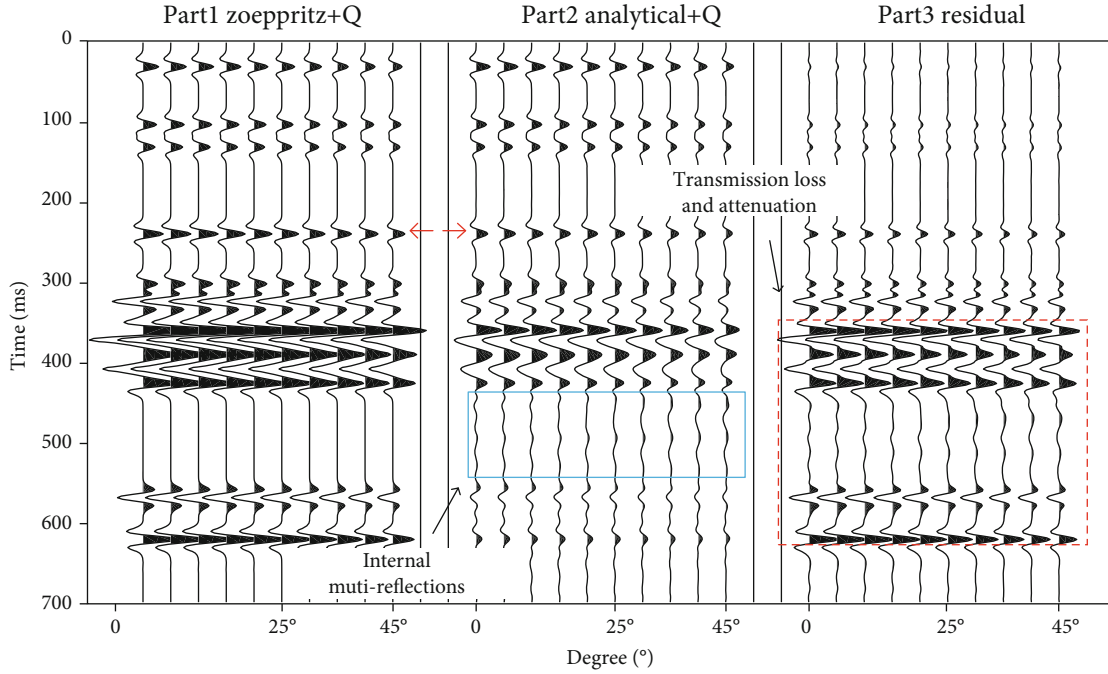 Part1 zoeppritz+Q
Part2 analytical+Q
Part3 residual
0
100
200
300
400
500
600
700
Time (ms)
Transmission loss
and attenuation
Internal
muti-reflections
0
25°
45°
0
25°
45°
0
25°
45°
Degree (°)